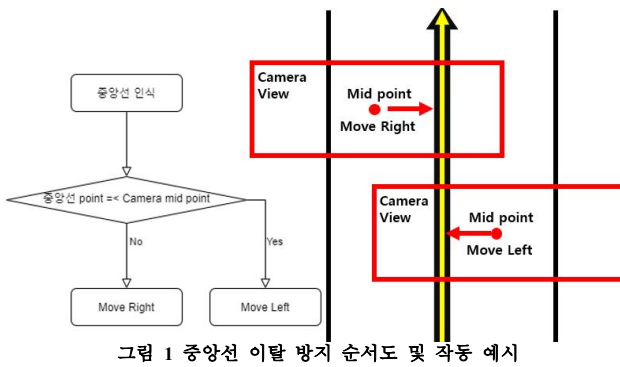 중앙선 인식
중앙선 point =< Camera mid point
No
Yes
Move Right
Move Left
Camera
View
Mid point
Move Right
Camera
View
Mid point
Move Left
그림 1 중앙선 이탈 방지 순서도 및 작동 예시